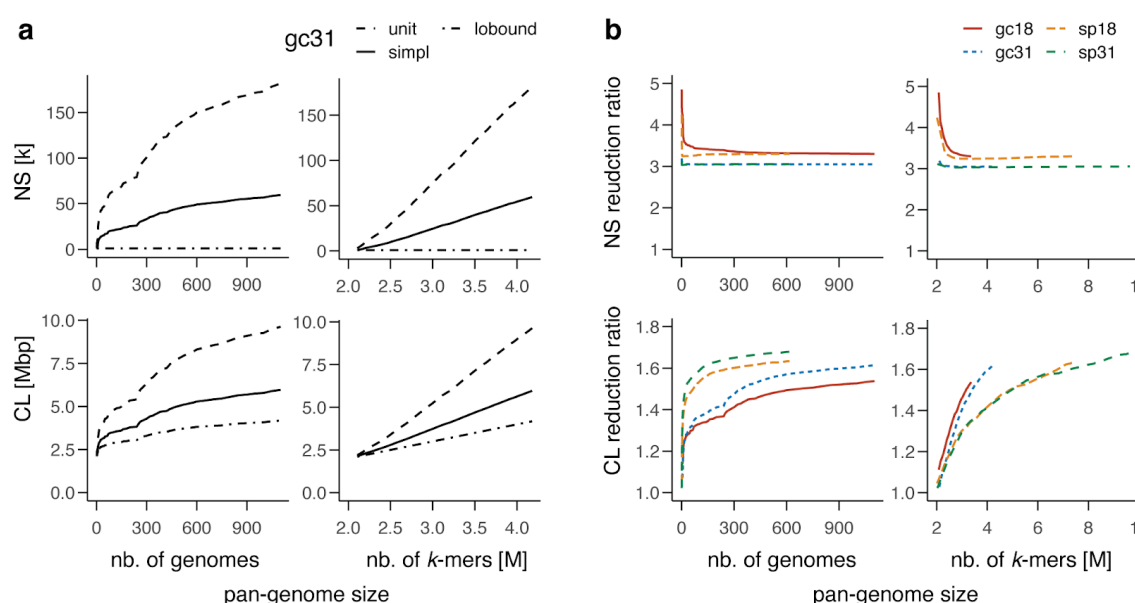 a
gc31
unit
lobound
simpl
NS [k]
150
100
50
0
0 300 600 900
150
100
50
0
2.0 2.5 3.0 3.5 4.0
CL [Mbp]
10.0
7.5
5.0
2.5
0.0
0 300 600 900
nb. of genomes
10.0
7.5
5.0
2.5
0.0
2.0 2.5 3.0 3.5 4.0
nb. of k-mers [M]
pan-genome size
b
gc18 sp18
gc31 sp31
NS reudction ratio
5
4
3
2
1
0 300 600 900
5
4
3
2
1
2 4 6 8 1
CL reduction ratio
1.8
1.6
1.4
1.2
1.0
0 300 600 900
nb. of genomes
1.8
1.6
1.4
1.2
1.0
2 4 6 8 1
nb. of k-mers [M]
pan-genome size